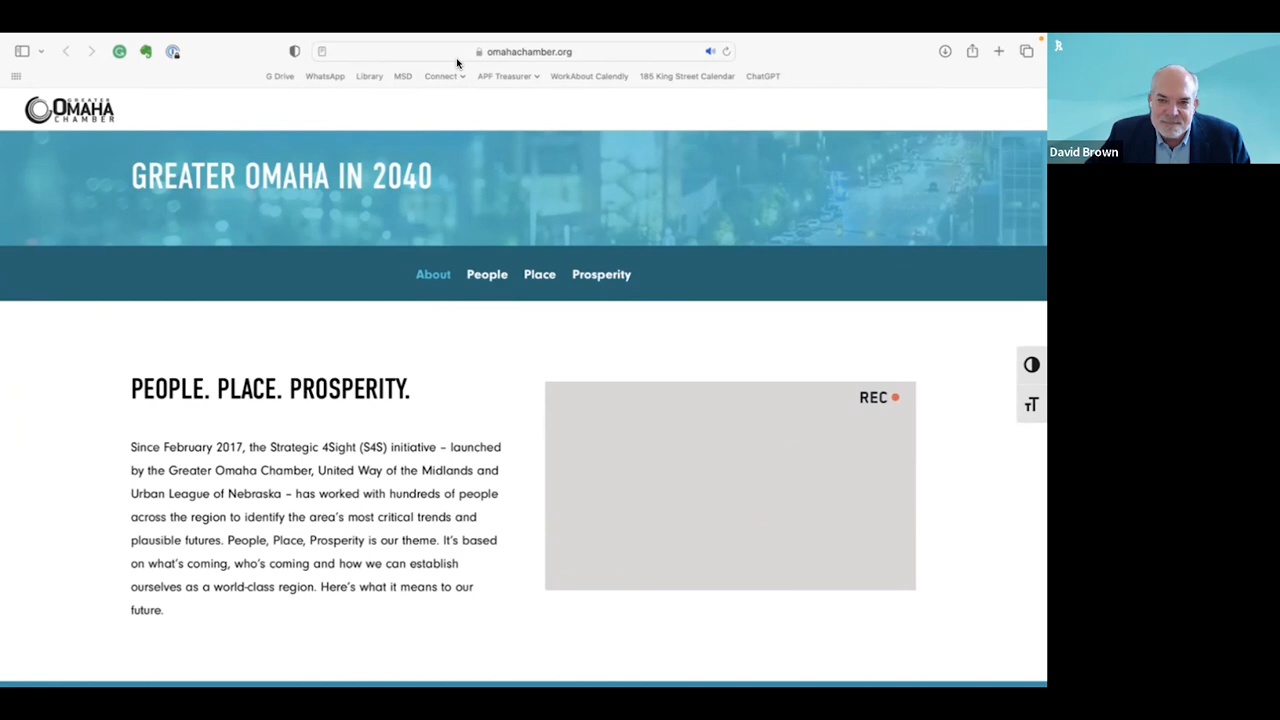 omahachamber.org
G Drive WhatsApp Library MSD Connect APF Treasurer WorkAbout Calendly 185 King Street Calendar ChatGPT
GREATER
OMAHA
CHAMBER
David Brown
GREATER OMAHA IN 2040
About People Place Prosperity
PEOPLE. PLACE. PROSPERITY.
REC
Since February 2017, the Strategic 4Sight (S4S) initiative – launched
by the Greater Omaha Chamber, United Way of the Midlands and
Urban League of Nebraska – has worked with hundreds of people
across the region to identify the area's most critical trends and
plausible futures. People, Place, Prosperity is our theme. It's based
on what's coming, who's coming and how we can establish
ourselves as a world-class region. Here's what it means to our
future.
TT